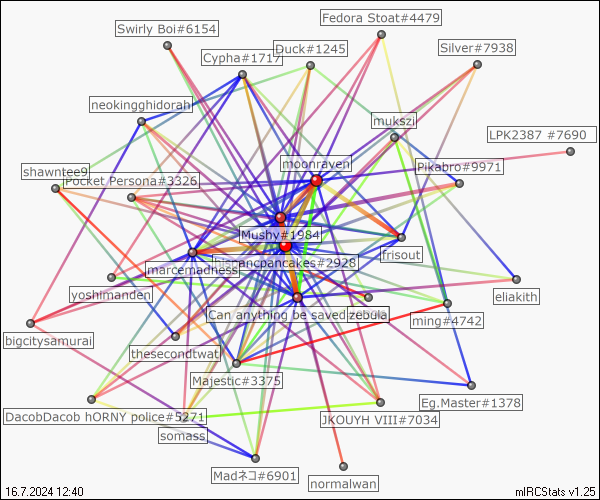 Fedora Stoat#4479
Swirly Boi#6154
Duck#1245
Silver#7938
Cypha#1717
neokingghidorah
mukszi
LPK2387 #7690
moonraven
Pikabro#9971
shawntee9
Pocket Persona#3326
Mushy#1984
frisout
hispanicpancakes#2928
marcemadness
eliakith
yoshimanden
Can anything be saved
zebola
ming#4742
bigcitysamurai
thesecondtwat
Majestic#3375
Eg.Master#1378
DacobDacob hORNY police#5271
JKOUYH VIII#7034
somass
Madネコ#6901
normalwan
16.7.2024 12:40
mIRCStats v1.25